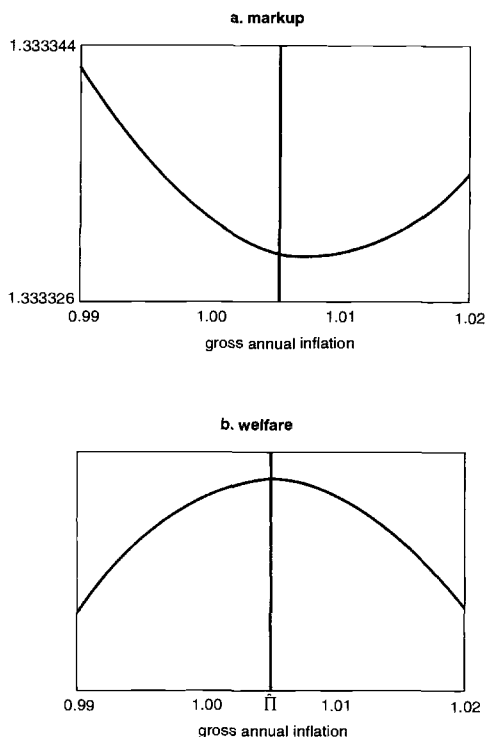 a. markup
1.333344
1.333326
0.99 1.00 1.01 1.02
gross annual inflation
b. welfare
0.99 1.00 Π̂ 1.01 1.02
gross annual inflation